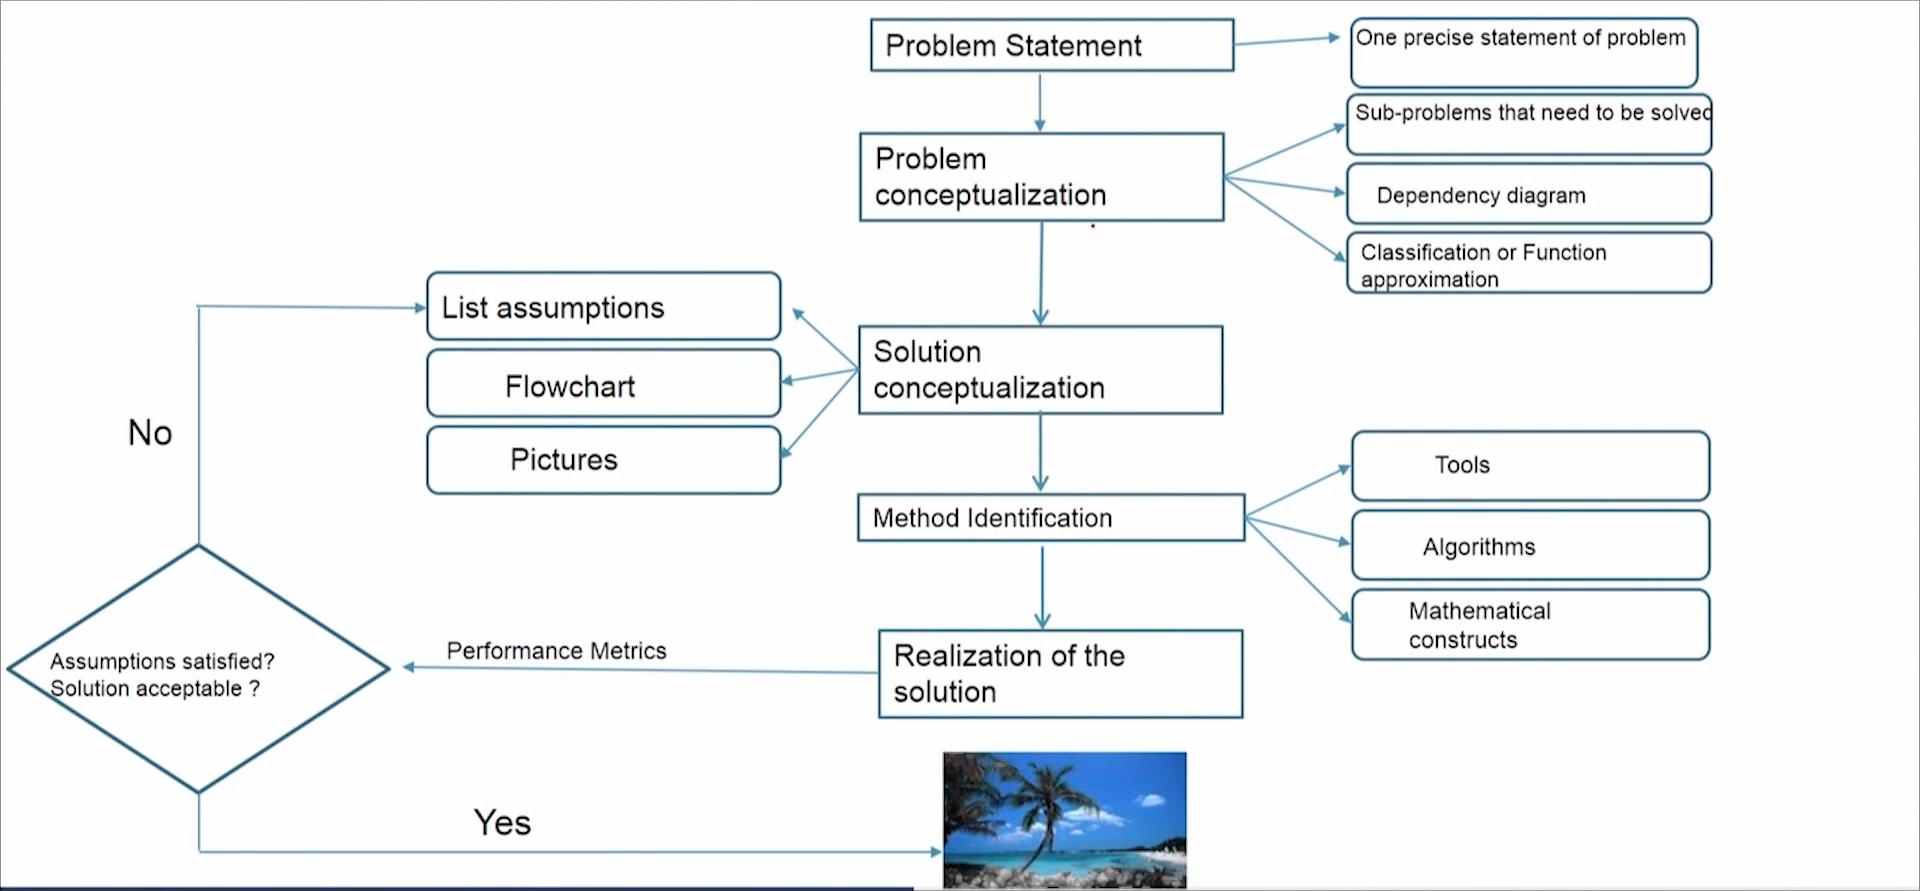 Problem Statement
One precise statement of problem
Problem
conceptualization
Sub-problems that need to be solved
Dependency diagram
Classification or Function
approximation
List assumptions
Flowchart
Pictures
Solution
conceptualization
No
Method Identification
Tools
Algorithms
Mathematical
constructs
Assumptions satisfied?
Solution acceptable ?
Performance Metrics
Realization of the
solution
Yes